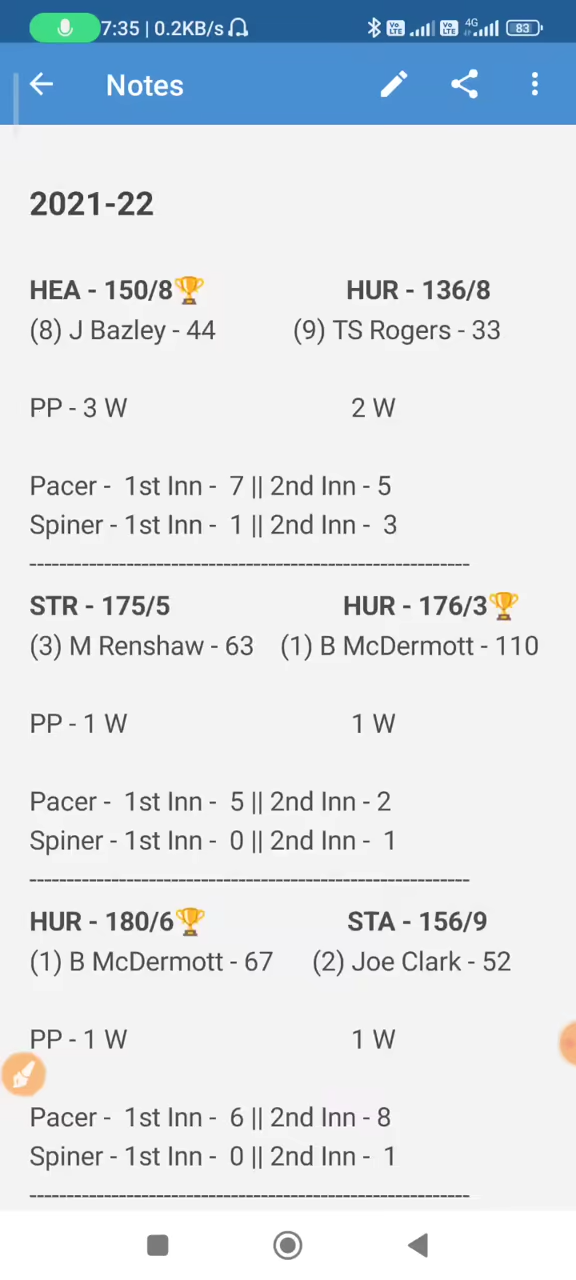 7:35 | 0.2KB/s 4G 83
Notes
2021-22
HEA - 150/8🏆 HUR - 136/8
(8) J Bazley - 44 (9) TS Rogers - 33
PP - 3 W 2 W
Pacer - 1st Inn - 7 || 2nd Inn - 5
Spiner - 1st Inn - 1 || 2nd Inn - 3
------------------------------------------------------------
STR - 175/5 HUR - 176/3🏆
(3) M Renshaw - 63 (1) B McDermott - 110
PP - 1 W 1 W
Pacer - 1st Inn - 5 || 2nd Inn - 2
Spiner - 1st Inn - 0 || 2nd Inn - 1
------------------------------------------------------------
HUR - 180/6🏆 STA - 156/9
(1) B McDermott - 67 (2) Joe Clark - 52
PP - 1 W 1 W
Pacer - 1st Inn - 6 || 2nd Inn - 8
Spiner - 1st Inn - 0 || 2nd Inn - 1
------------------------------------------------------------